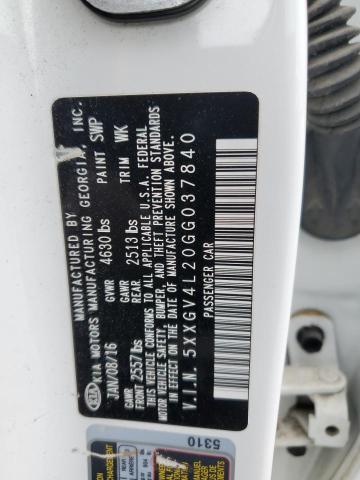 MANUFACTURED BY
KIA MOTORS MANUFACTURING GEORGIA, INC.
JAN/08/16 GVWR 4630 lbs PAINT SWP
GAWR FRONT 2557 lbs GAWR REAR 2513 lbs TRIM WK
THIS VEHICLE CONFORMS TO ALL APPLICABLE U.S.A. FEDERAL
MOTOR VEHICLE SAFETY, BUMPER, AND THEFT PREVENTION STANDARDS
IN EFFECT ON THE DATE OF MANUFACTURE SHOWN ABOVE.
V.I.N. 5XXGV4L20GG037840
PASSENGER CAR
5310